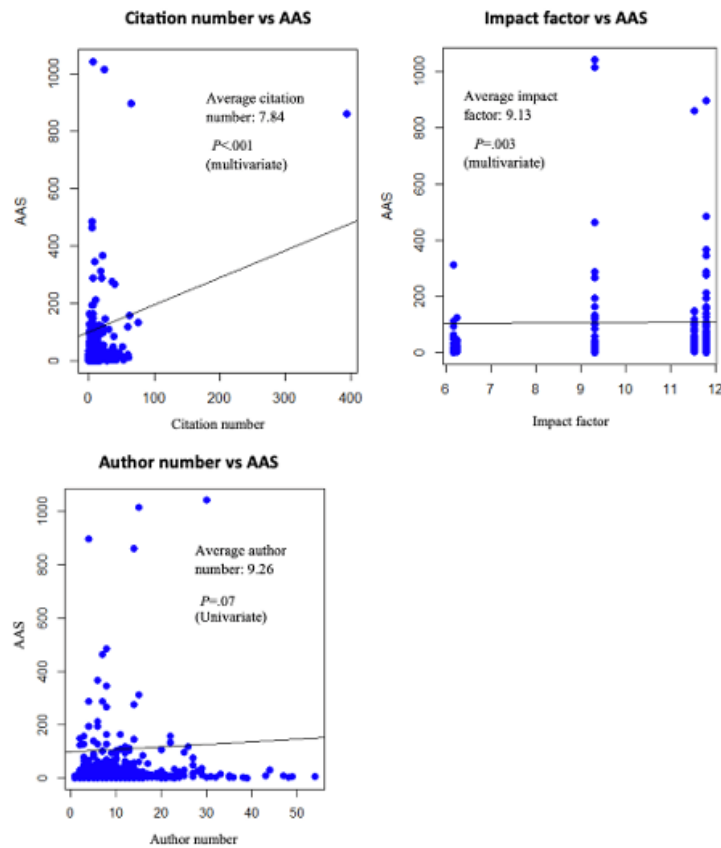 Citation number vs AAS
1000
800
600
400
200
0
AAS
Average citation
number: 7.84
P<.001
(multivariate)
0 100 200 300 400
Citation number
Impact factor vs AAS
1000
800
600
400
200
0
AAS
Average impact
factor: 9.13
P=.003
(multivariate)
6 7 8 9 10 11 12
Impact factor
Author number vs AAS
1000
800
600
400
200
0
AAS
Average author
number: 9.26
P=.07
(Univariate)
0 10 20 30 40 50
Author number